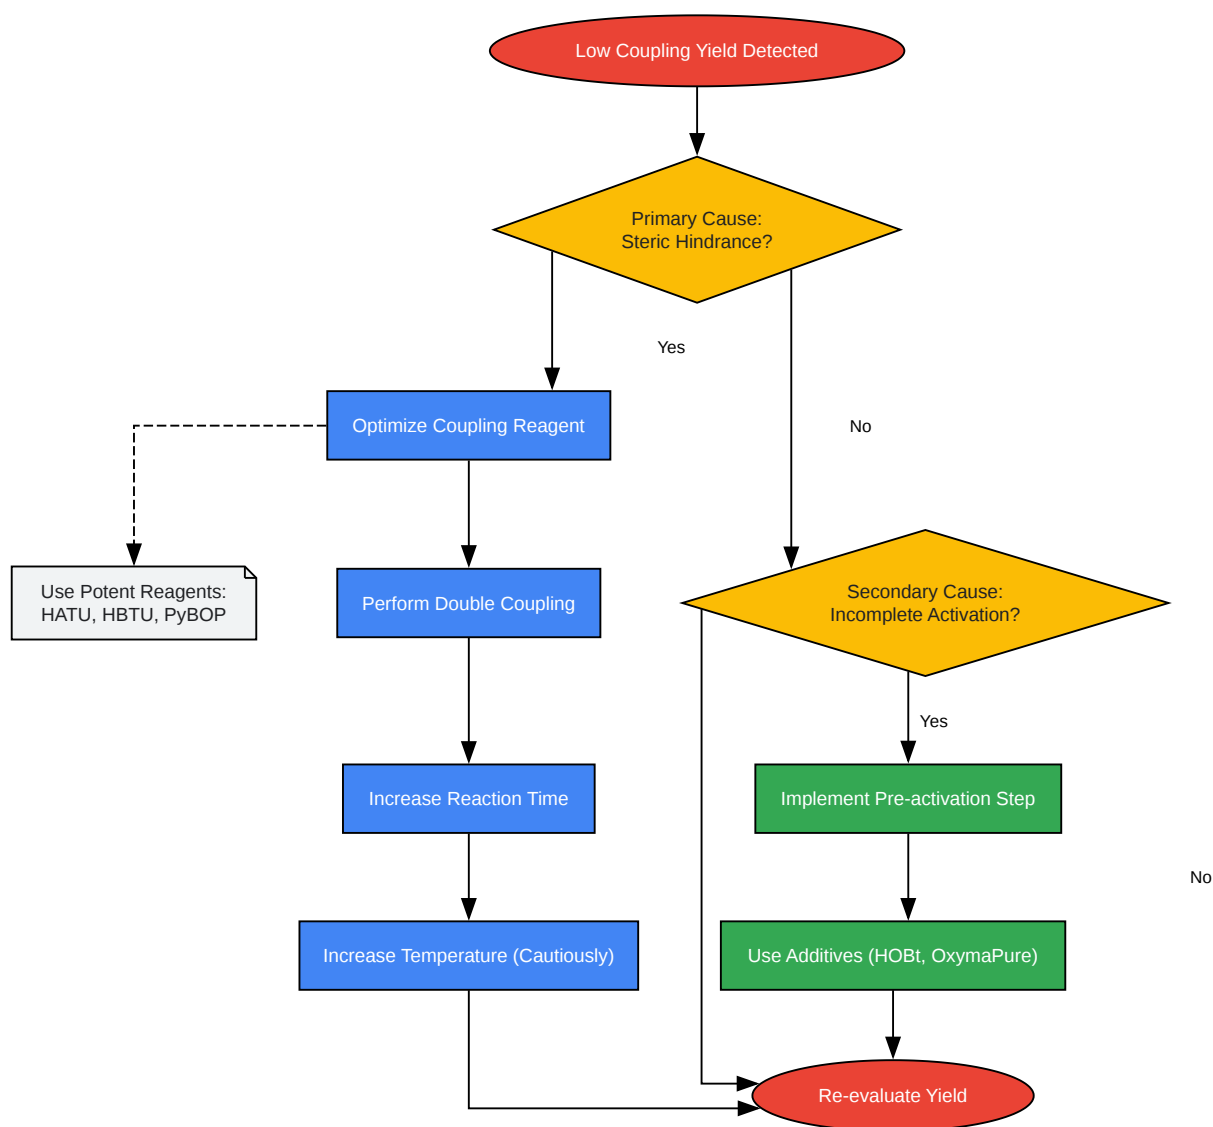 Low Coupling Yield Detected
Primary Cause:
Steric Hindrance?
Yes
No
Optimize Coupling Reagent
Use Potent Reagents:
HATU, HBTU, PyBOP
Perform Double Coupling
Secondary Cause:
Incomplete Activation?
Yes
No
Increase Reaction Time
Implement Pre-activation Step
Increase Temperature (Cautiously)
Use Additives (HOBt, OxymaPure)
Re-evaluate Yield